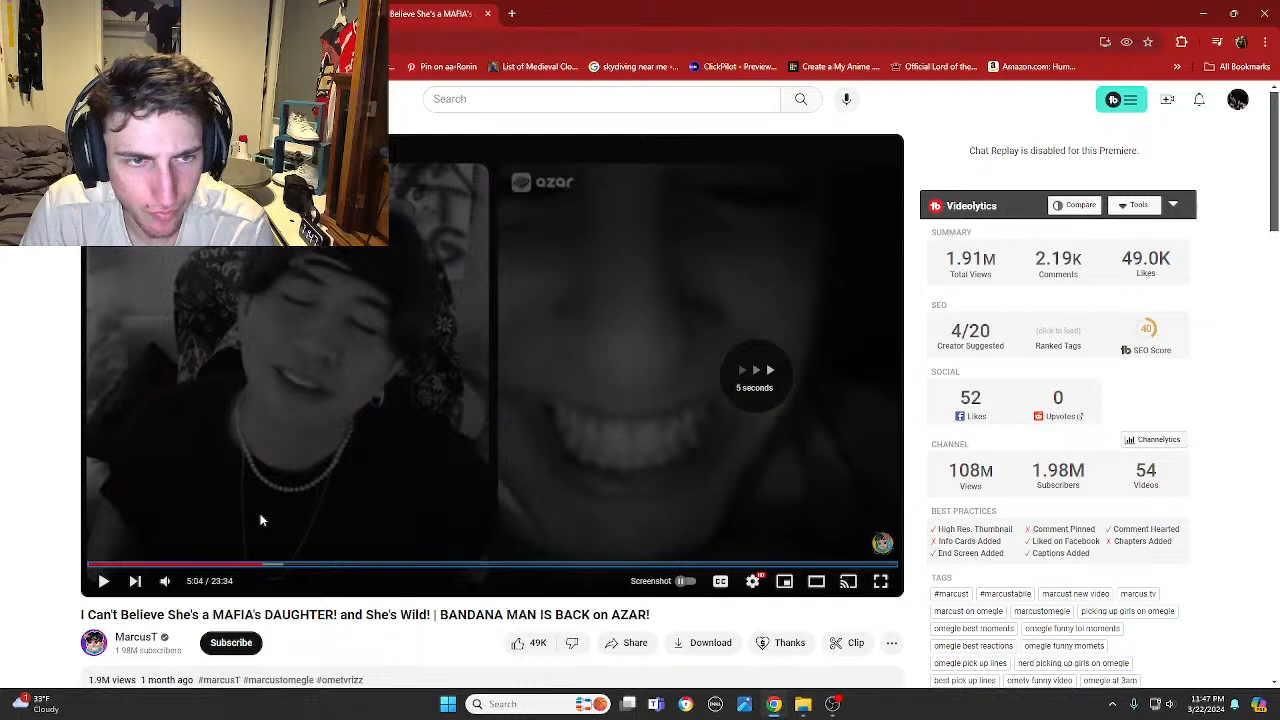 Believe She's a MAFIA's
Pin on aa-Ronin
List of Medieval Clo...
skydiving near me -...
ClickPilot - Preview...
Create a My Anime ...
Official Lord of the...
Amazon.com: Hum...
All Bookmarks
Search
Chat Replay is disabled for this Premiere.
azar
Videolytics
Compare
Tools
SUMMARY
1.91M
2.19K
49.0K
Total Views
Comments
Likes
SEO
4/20
(click to load)
40
Creator Suggested
Ranked Tags
SEO Score
5 seconds
SOCIAL
52
0
Likes
Upvotes
Channelytics
CHANNEL
108M
1.98M
54
Views
Subscribers
Videos
BEST PRACTICES
✓ High Res. Thumbnail
✗ Comment Pinned
✓ Comment Hearted
✗ Info Cards Added
✓ Liked on Facebook
✗ Chapters Added
✓ End Screen Added
✓ Captions Added
5:04 / 23:34
Screenshot
CC
HD
TAGS
#marcust
#marcustabile
marcust new video
marcus tv
marcust on omegle
marcustomegle
picking up girls on omegle
omegle best moments
omegle funny lol moments
omegle best reactions
omegle funny momets
omegle pick up lines
nerd picking up girls on omegle
best pick up lines
ometv funny video
omegle at 3am
I Can't Believe She's a MAFIA's DAUGHTER! and She's Wild! | BANDANA MAN IS BACK on AZAR!
MarcusT
1.98M subscribers
Subscribe
49K
Share
Download
Thanks
Clip
1.9M views 1 month ago #marcusT #marcustomegle #ometvrizz
33°F
Cloudy
Search
11:47 PM
9/22/2024